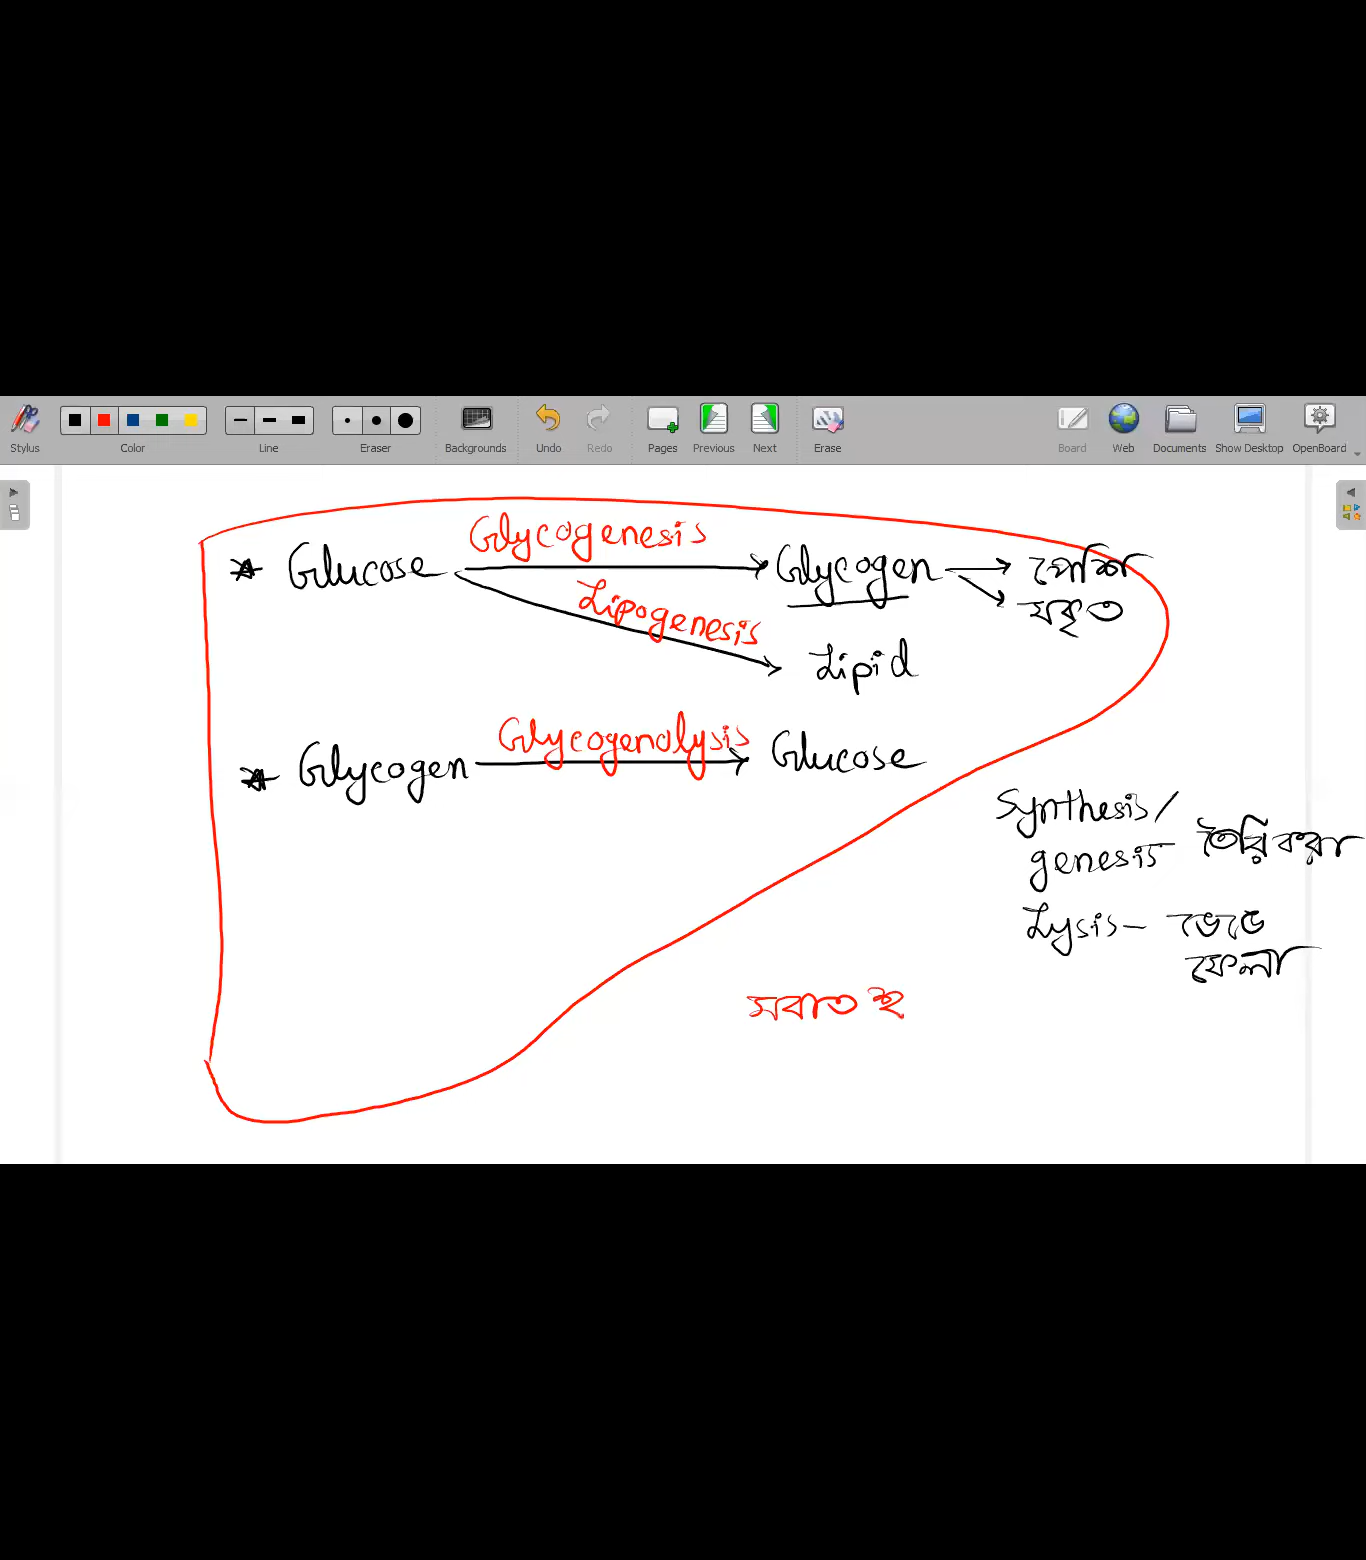 Stylus Color Line Eraser Backgrounds Undo Redo Pages Previous Next Erase Board Web Documents Show Desktop OpenBoard
Glycogenesis
Glucose Glycogen পেশি
Lipogenesis যকৃত
Lipid
Glycogenolysis
Glycogen Glucose
Synthesis/
genesis তৈরি করা
Lysis - ভেঙে
ফেলা